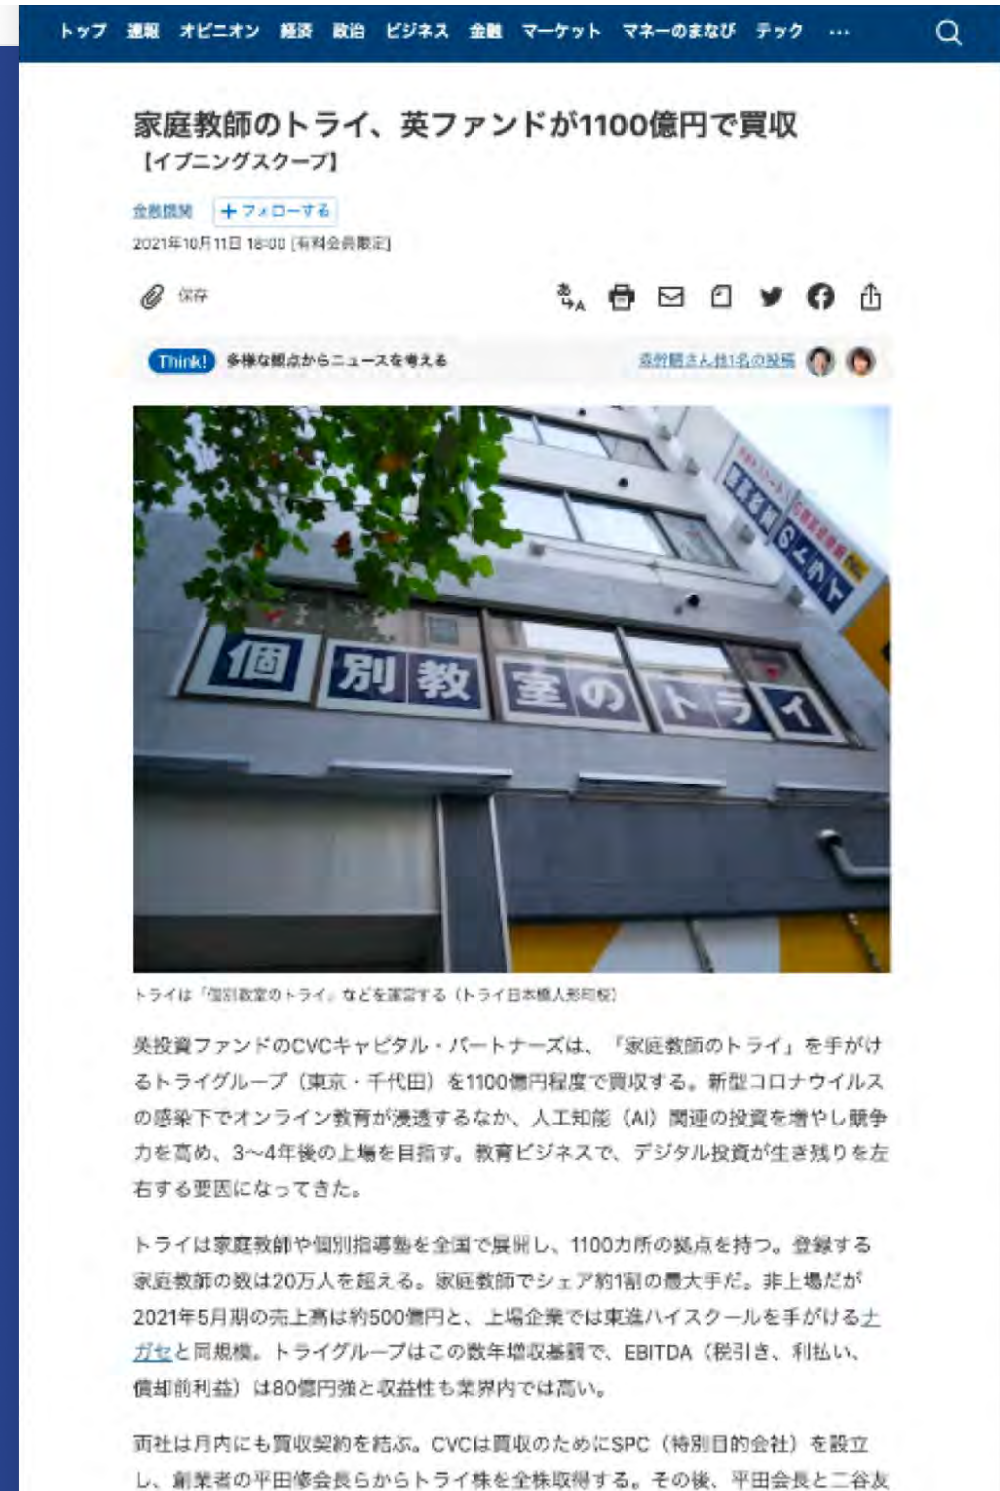 トップ 速報 オピニオン 経済 政治 ビジネス 金融 マーケット マネーのまなび テック …
家庭教師のトライ、英ファンドが1100億円で買収
【イブニングスクープ】
金融機関 +フォローする
2021年10月11日 18:00 [有料会員限定]
保存
あ A
Think! 多様な観点からニュースを考える
さん他1名の投稿
個別教室のトライ
トライは「個別教室のトライ」などを運営する（トライ日本橋人形町校）
英投資ファンドのCVCキャピタル・パートナーズは、「家庭教師のトライ」を手がけ
るトライグループ（東京・千代田）を1100億円程度で買収する。新型コロナウイルス
の感染下でオンライン教育が浸透するなか、人工知能（AI）関連の投資を増やし競争
力を高め、3〜4年後の上場を目指す。教育ビジネスで、デジタル投資が生き残りを左
右する要因になってきた。
トライは家庭教師や個別指導塾を全国で展開し、1100カ所の拠点を持つ。登録する
家庭教師の数は20万人を超える。家庭教師でシェア約1割の最大手だ。非上場だが
2021年5月期の売上高は約500億円と、上場企業では東進ハイスクールを手がけるナ
ガセと同規模。トライグループはこの数年増収基調で、EBITDA（税引き、利払い、
償却前利益）は80億円強と収益性も業界内では高い。
両社は月内にも買収契約を結ぶ。CVCは買収のためにSPC（特別目的会社）を設立
し、創業者の平田修会長らからトライ株を全株取得する。その後、平田会長と二谷友